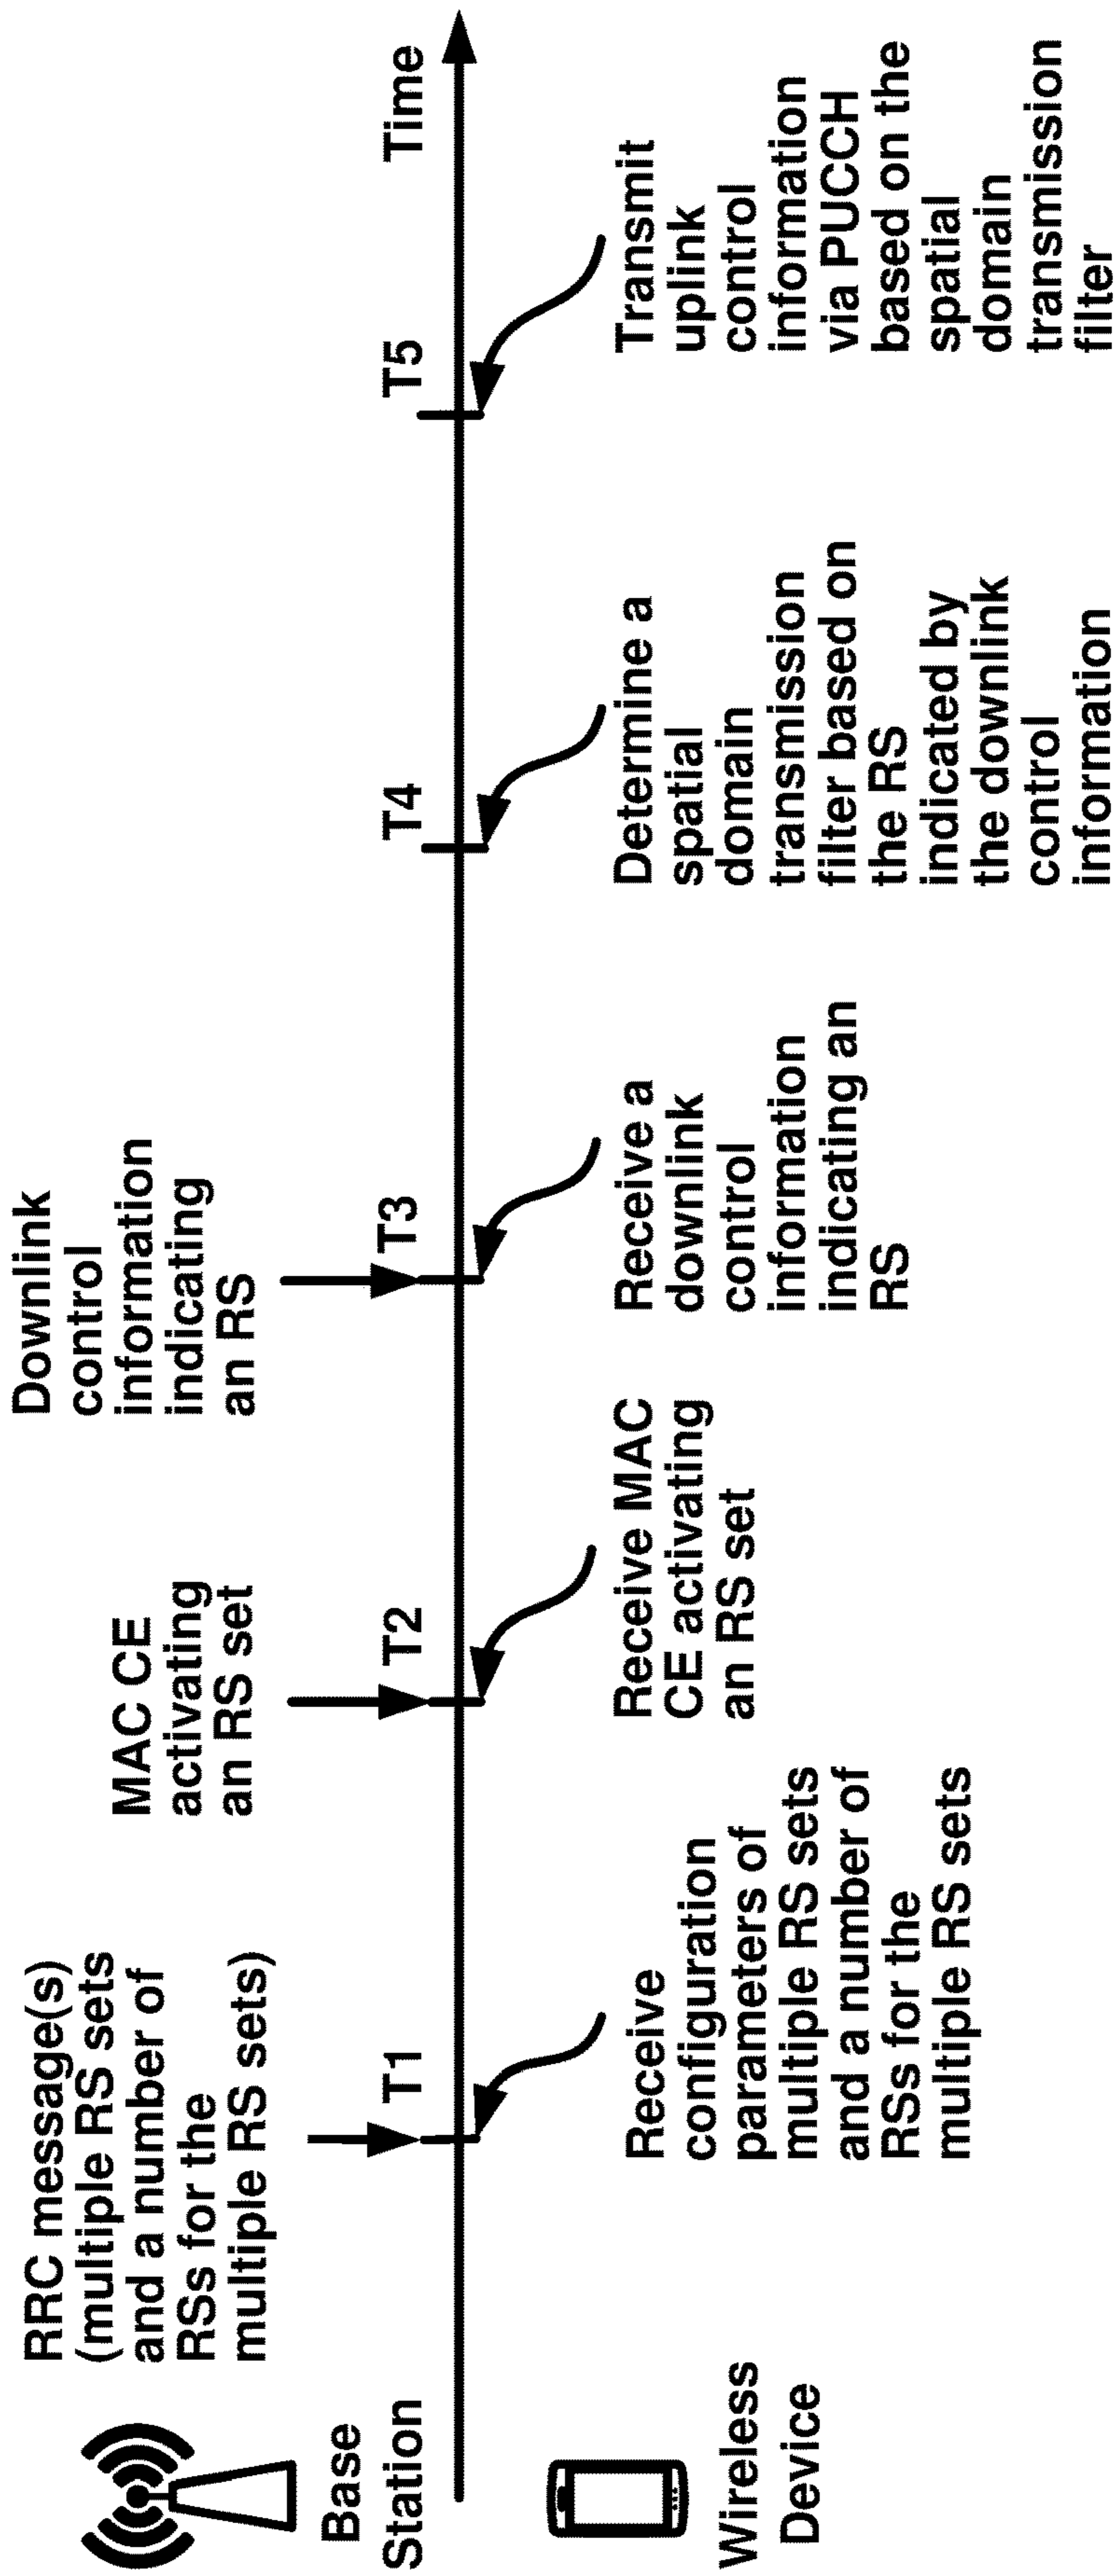 Base
Station
RRC message(s)
(multiple RS sets
and a number of
RSs for the
multiple RS sets)
MAC CE
activating
an RS set
Downlink
control
information
indicating
an RS
T1
T2
T3
T4
T5
Time
Wireless
Device
Receive
configuration
parameters of
multiple RS sets
and a number of
RSs for the
multiple RS sets
Receive MAC
CE activating
an RS set
Receive a
downlink
control
information
indicating an
RS
Determine a
spatial
domain
transmission
filter based on
the RS
indicated by
the downlink
control
information
Transmit
uplink
control
information
via PUCCH
based on the
spatial
domain
transmission
filter